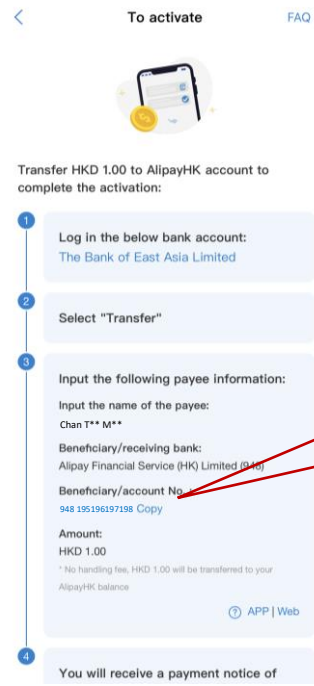 To activate
FAQ
Transfer HKD 1.00 to AlipayHK account to
complete the activation:
1
Log in the below bank account:
The Bank of East Asia Limited
2
Select "Transfer"
3
Input the following payee information:
Input the name of the payee:
Chan T** M**
Beneficiary/receiving bank:
Alipay Financial Service (HK) Limited (948)
Beneficiary/account No.:
948 195196197198 Copy
Amount:
HKD 1.00
* No handling fee, HKD 1.00 will be transferred to your
AlipayHK balance
? APP | Web
4
You will receive a payment notice of